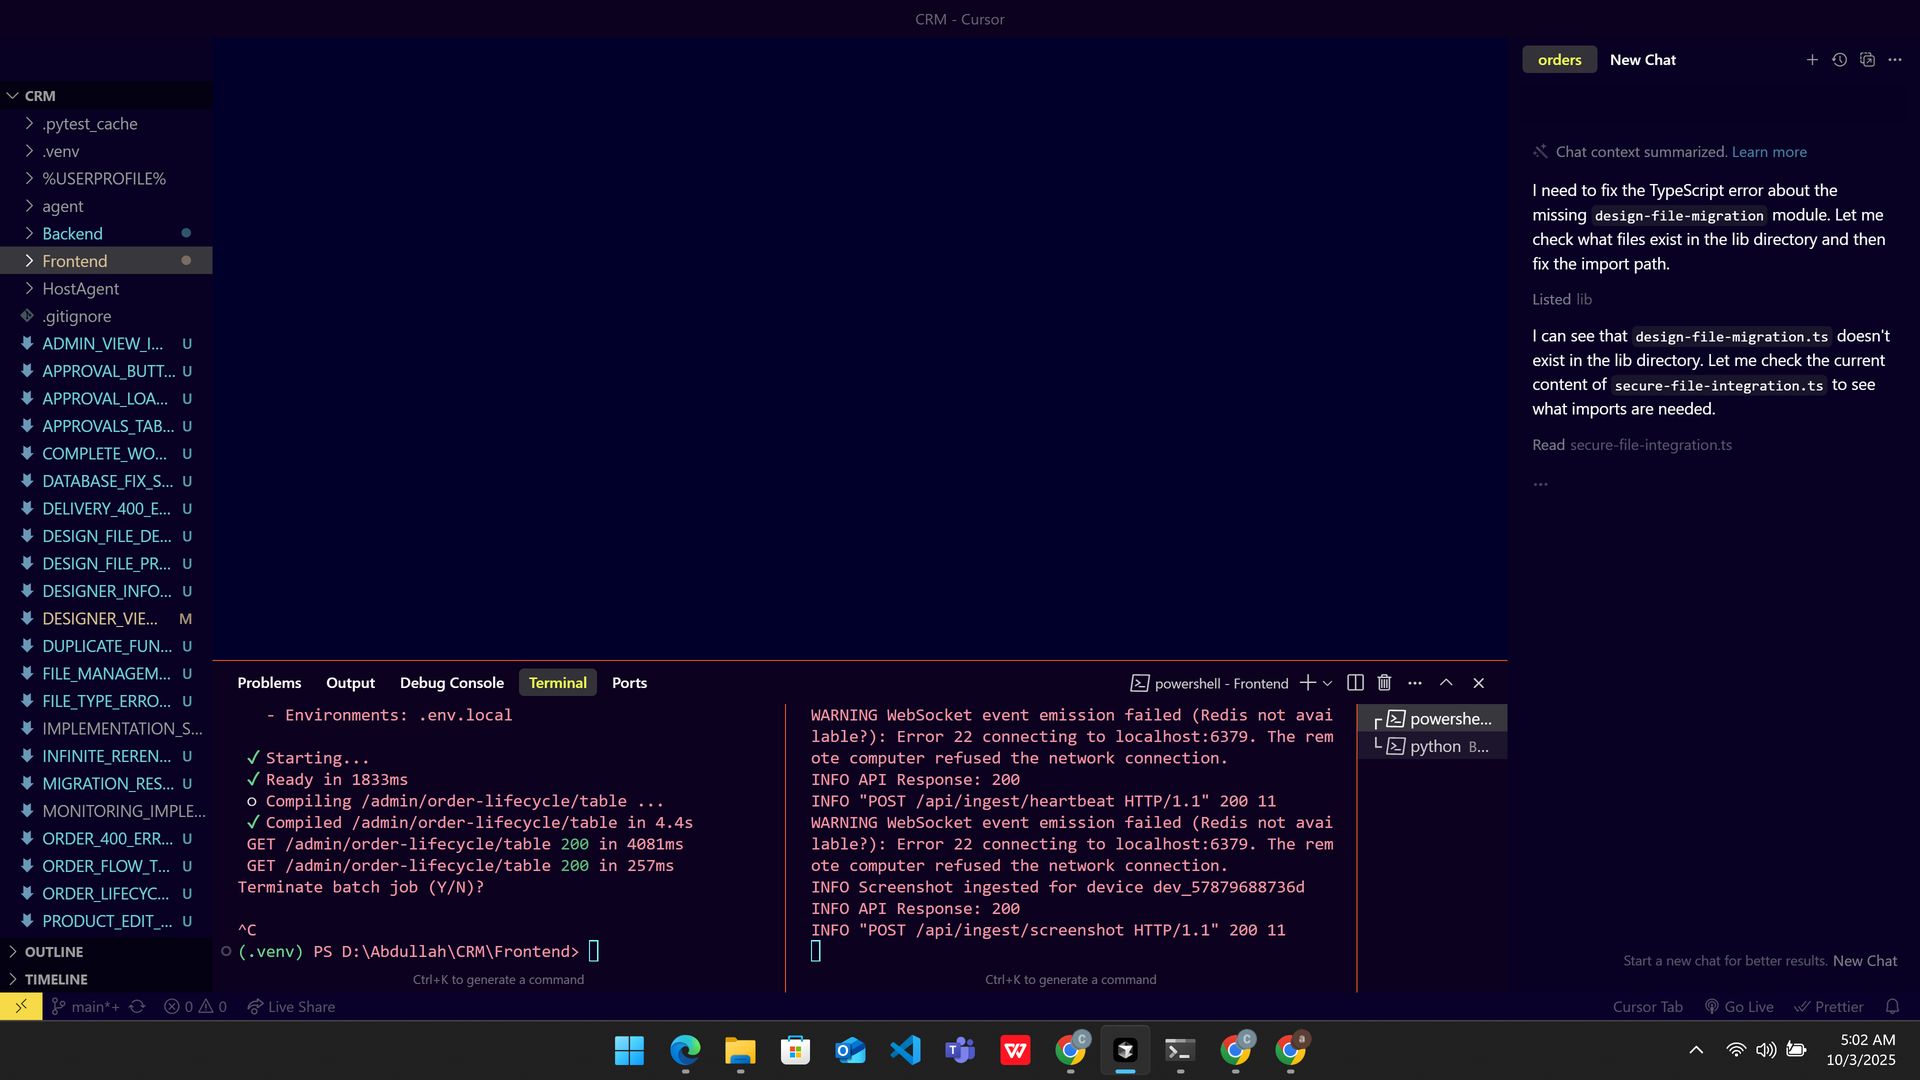 CRM - Cursor
CRM
.pytest_cache
.venv
%USERPROFILE%
agent
Backend
Frontend
HostAgent
.gitignore
ADMIN_VIEW_I... U
APPROVAL_BUTT... U
APPROVAL_LOA... U
APPROVALS_TAB... U
COMPLETE_WO... U
DATABASE_FIX_S... U
DELIVERY_400_E... U
DESIGN_FILE_DE... U
DESIGN_FILE_PR... U
DESIGNER_INFO... U
DESIGNER_VIE... M
DUPLICATE_FUN... U
FILE_MANAGEM... U
FILE_TYPE_ERRO... U
IMPLEMENTATION_S...
INFINITE_REREN... U
MIGRATION_RES... U
MONITORING_IMPLE...
ORDER_400_ERR... U
ORDER_FLOW_T... U
ORDER_LIFECYC... U
PRODUCT_EDIT_... U
OUTLINE
TIMELINE
Problems Output Debug Console Terminal Ports
powershell - Frontend
- Environments: .env.local
✓ Starting...
✓ Ready in 1833ms
○ Compiling /admin/order-lifecycle/table ...
✓ Compiled /admin/order-lifecycle/table in 4.4s
GET /admin/order-lifecycle/table 200 in 4081ms
GET /admin/order-lifecycle/table 200 in 257ms
Terminate batch job (Y/N)?
^C
(.venv) PS D:\Abdullah\CRM\Frontend>
Ctrl+K to generate a command
WARNING WebSocket event emission failed (Redis not avai
lable?): Error 22 connecting to localhost:6379. The rem
ote computer refused the network connection.
INFO API Response: 200
INFO "POST /api/ingest/heartbeat HTTP/1.1" 200 11
WARNING WebSocket event emission failed (Redis not avai
lable?): Error 22 connecting to localhost:6379. The rem
ote computer refused the network connection.
INFO Screenshot ingested for device dev_57879688736d
INFO API Response: 200
INFO "POST /api/ingest/screenshot HTTP/1.1" 200 11
Ctrl+K to generate a command
powershe...
python B...
orders New Chat
Chat context summarized. Learn more
I need to fix the TypeScript error about the
missing design-file-migration module. Let me
check what files exist in the lib directory and then
fix the import path.
Listed lib
I can see that design-file-migration.ts doesn't
exist in the lib directory. Let me check the current
content of secure-file-integration.ts to see
what imports are needed.
Read secure-file-integration.ts
...
Start a new chat for better results. New Chat
main*+ 0 0 Live Share
Cursor Tab Go Live Prettier
5:02 AM
10/3/2025